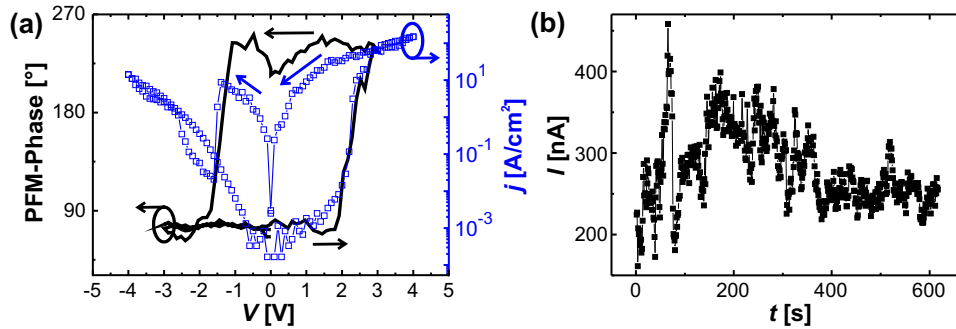 (a)
PFM-Phase [°]
270
180
90
10¹
10⁻¹
10⁻³
j [A/cm²]
-5 -4 -3 -2 -1 0 1 2 3 4 5
V [V]
(b)
I [nA]
400
300
200
0 200 400 600
t [s]